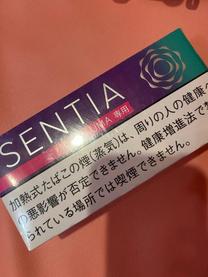 SENTIA
専用
加熱式たばこの煙(蒸気)は、周りの人の健康へ
の悪影響が否定できません。健康増進法で禁
られている場所では喫煙できません。